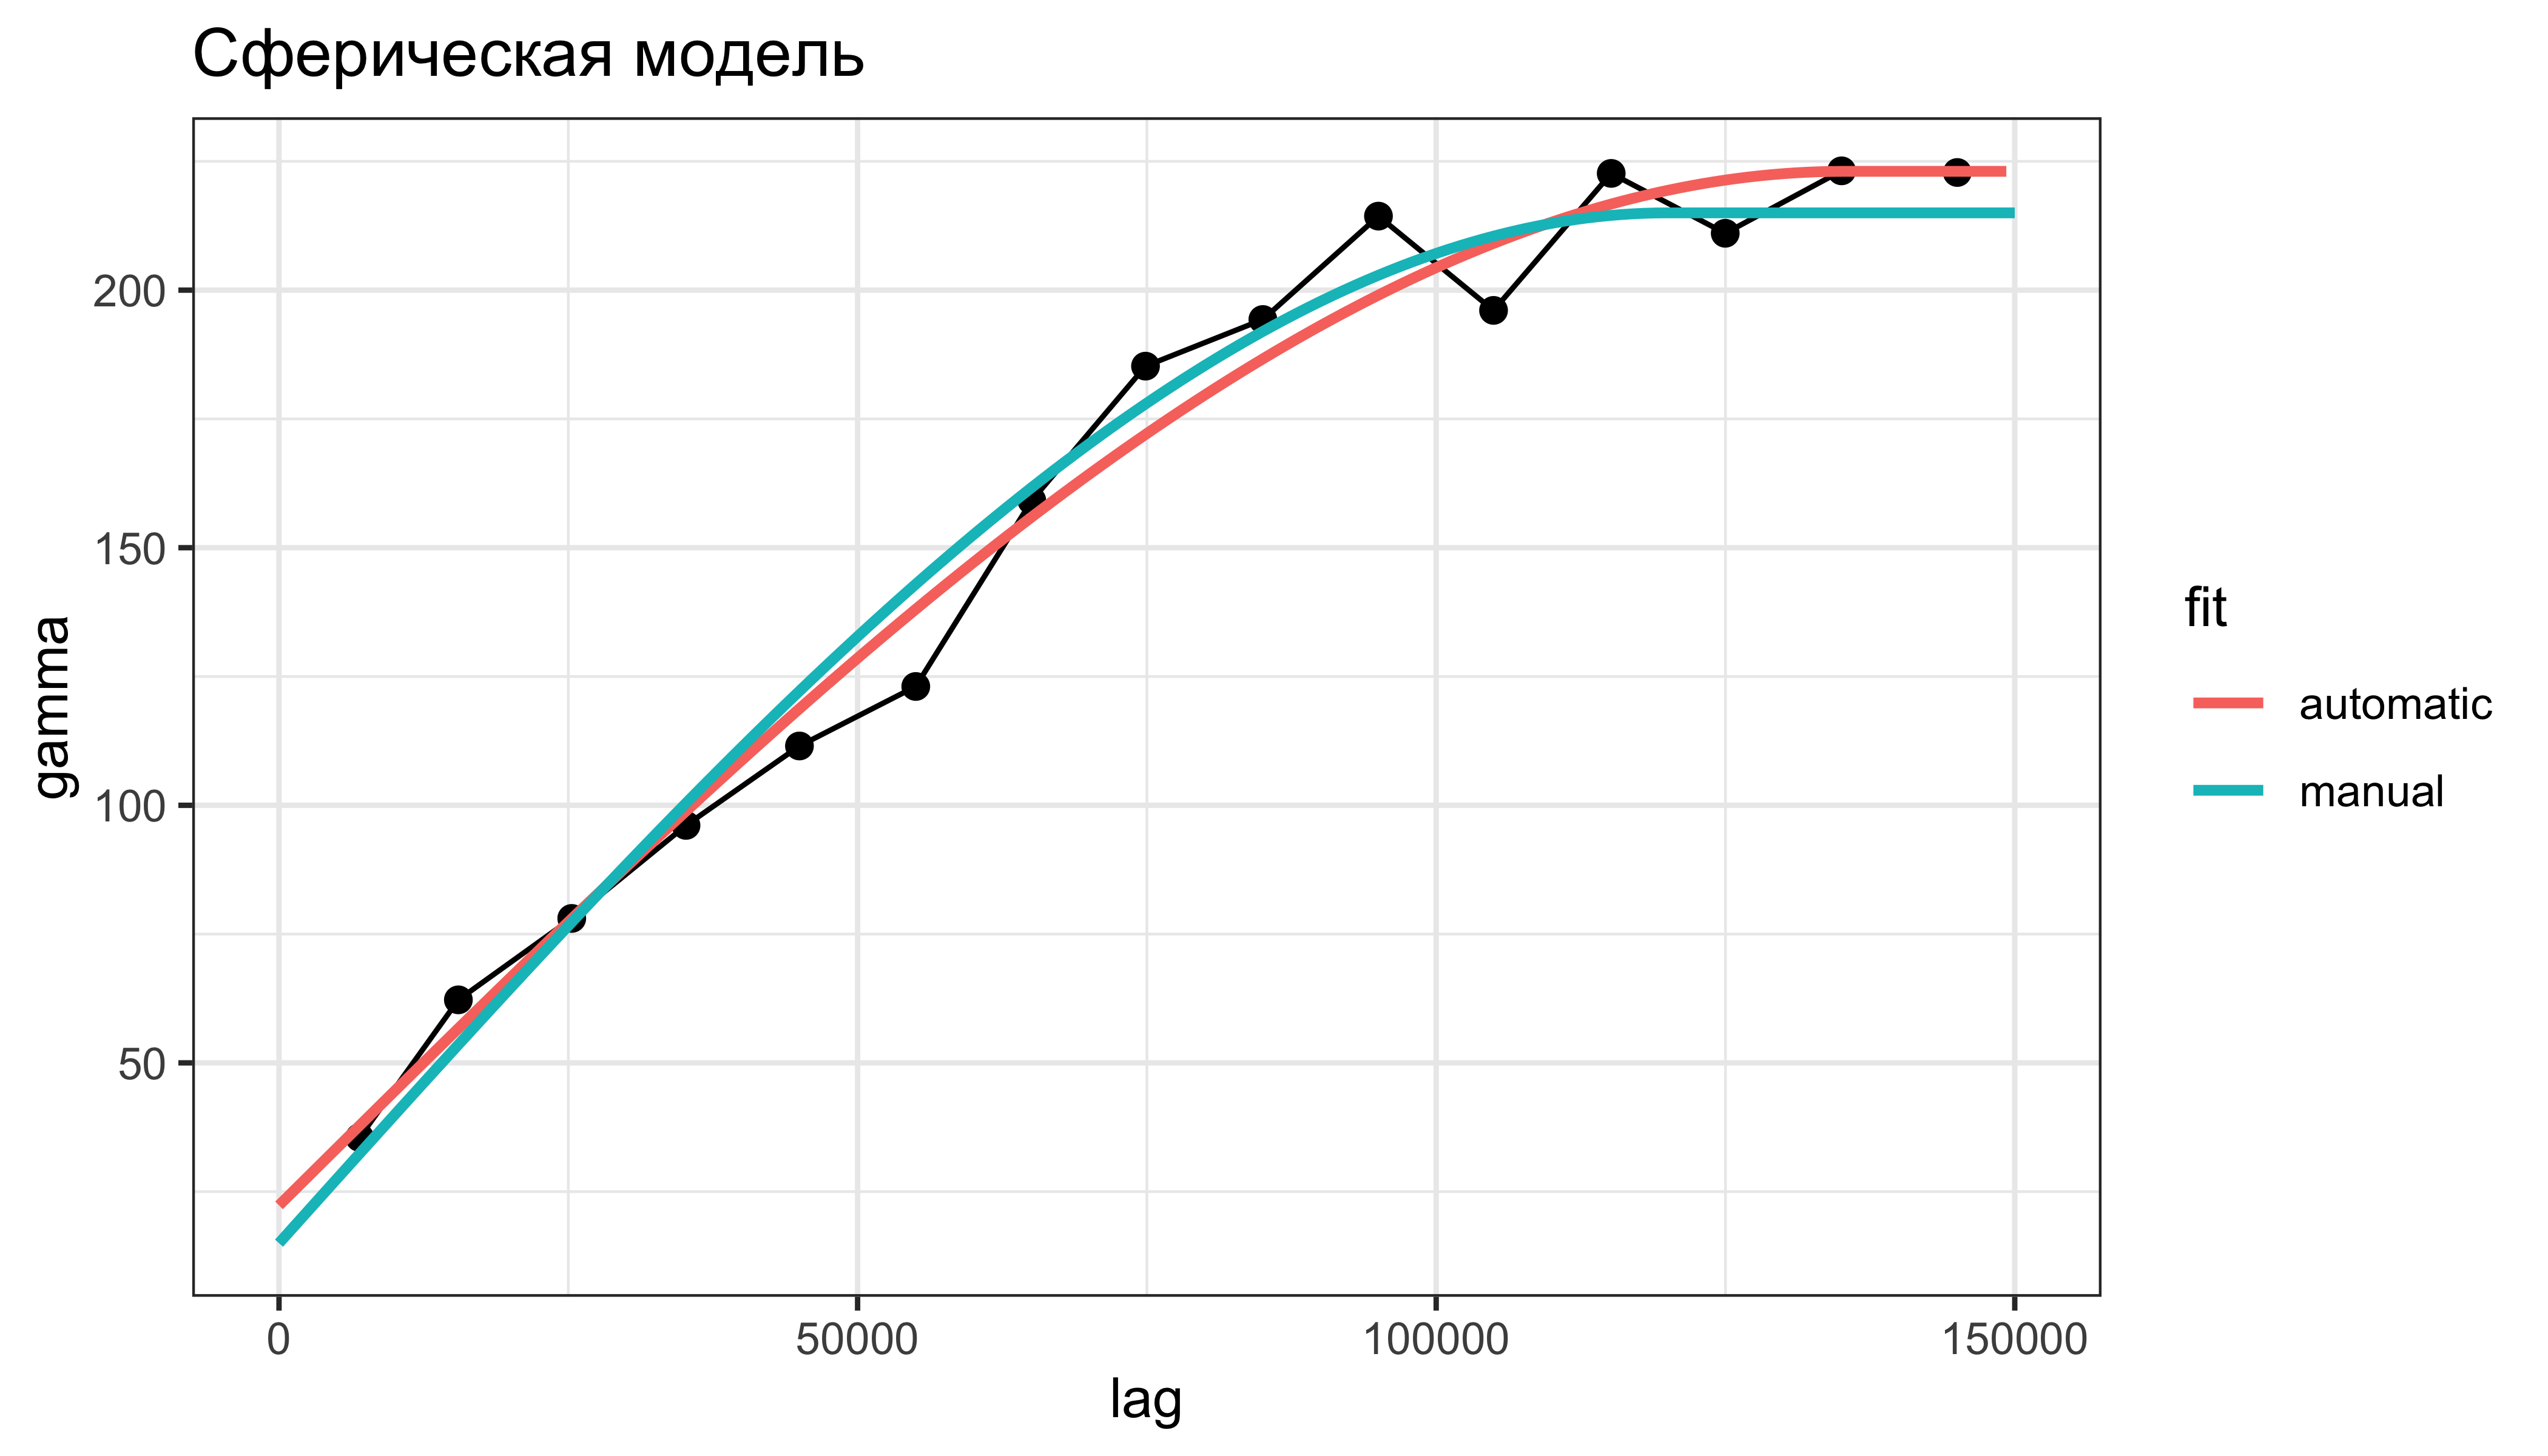 Сферическая модель
gamma
200
150
100
50
0
50000
100000
150000
lag
fit
automatic
manual